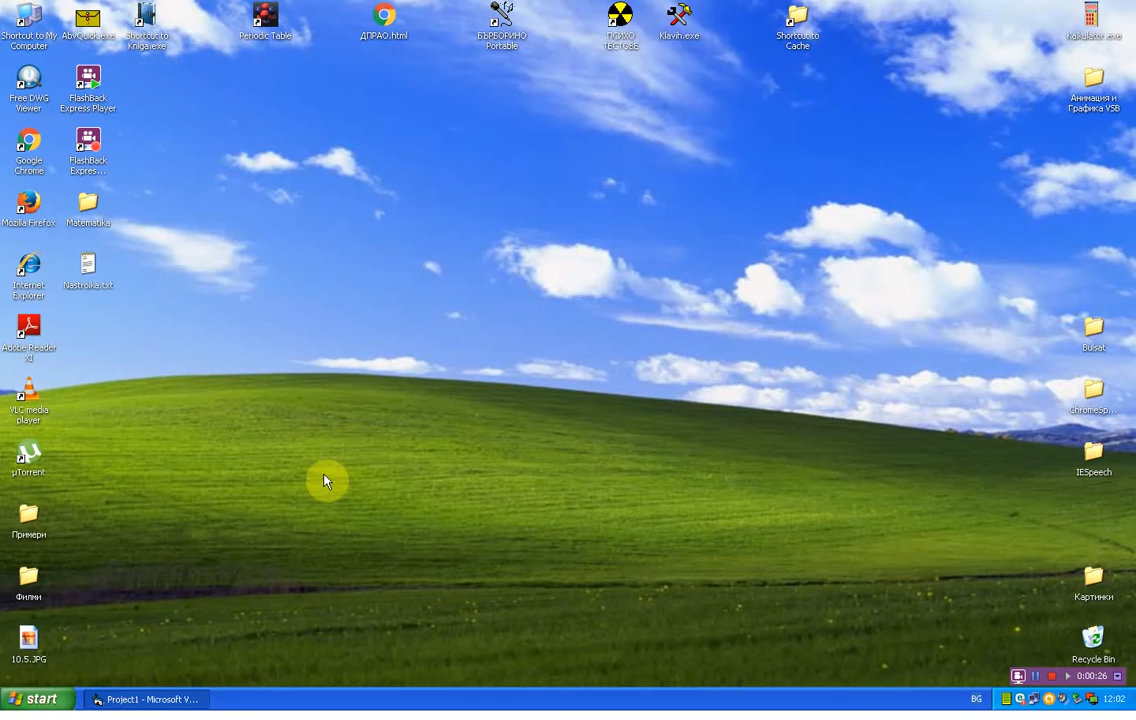 Shortcut to My
Computer
AbvQuick.exe
Shortcut to
Kniga.exe
Periodic Table
ДПРАО.html
БЪРБОРИНО
Portable
ПСИХО
ТЕСТОВЕ
Klavih.exe
Shortcut to
Cache
Kalkulator.exe
Free DWG
Viewer
FlashBack
Express Player
Анимация и
Графика VSB
Google
Chrome
FlashBack
Expres...
Mozilla Firefox
Matematika
Internet
Explorer
Nastroika.txt
Adobe Reader
XI
Bulsat
VLC media
player
ChromeSp...
µTorrent
IESpeech
Примери
Филми
Картинки
10.5.JPG
Recycle Bin
0:00:26
start
Project1 - Microsoft V...
BG
12:02